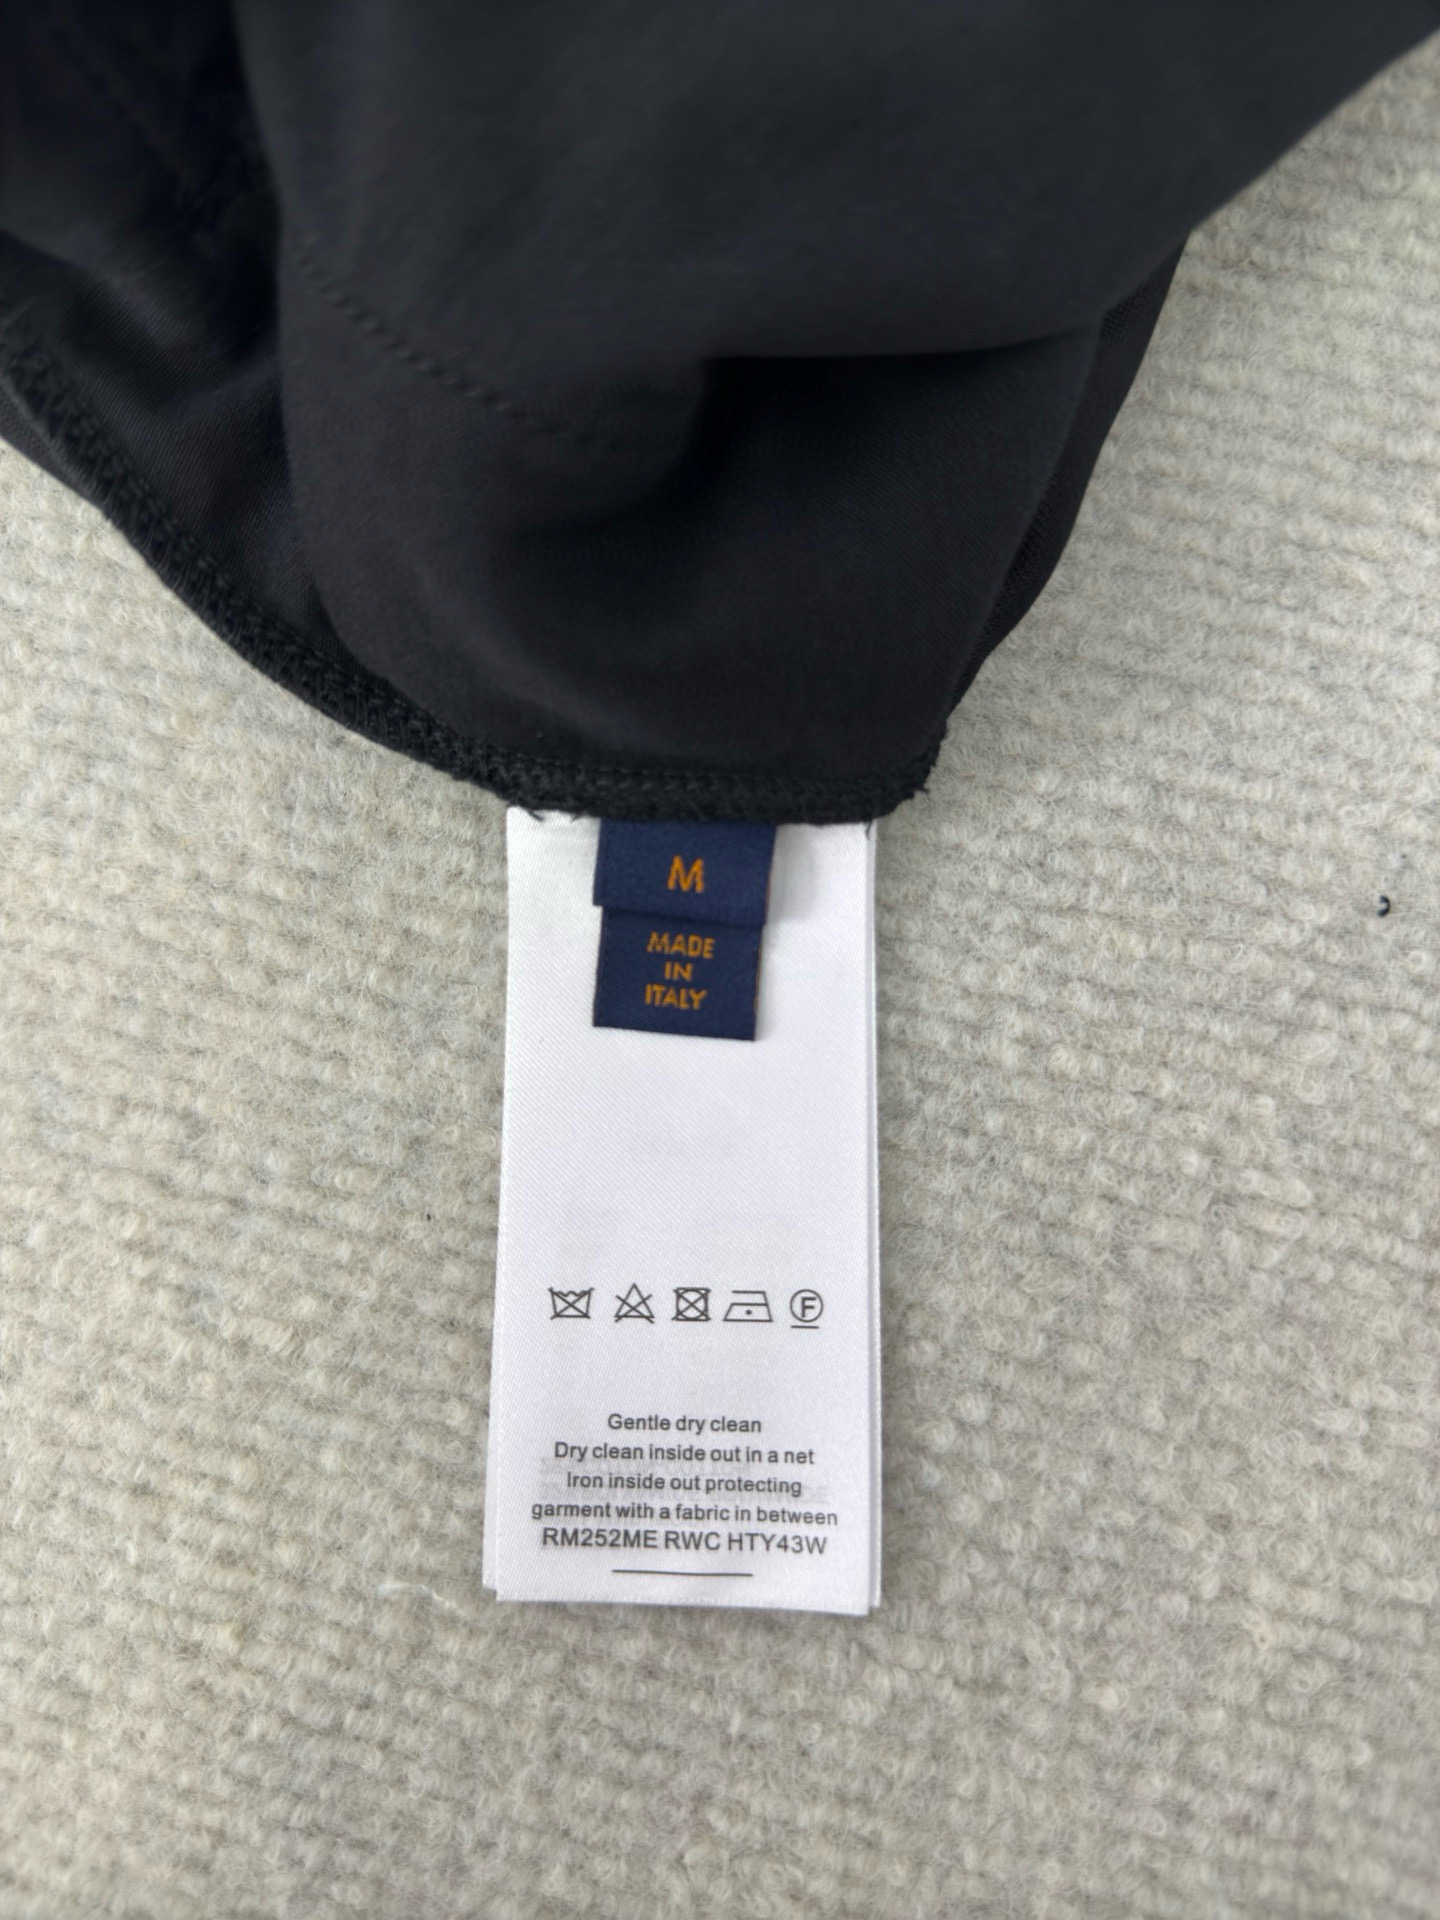 M
MADE
IN
ITALY
F
Gentle dry clean
Dry clean inside out in a net
Iron inside out protecting
garment with a fabric in between
RM252ME RWC HTY43W